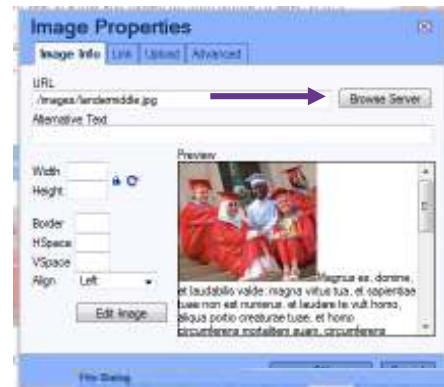 Image Properties
Image Info Link Upload Advanced
URL
/images/landermiddle.jpg Browse Server
Alternative Text
Preview
Width
Height
Border
HSpace
VSpace
Align Left
Edit Image
Magnus es, domine,
et laudabilis valde: magna virtus tua, et sapientiae
tuae non est numerus. et laudare te vult homo,
aliqua portio creaturae tuae, et homo
circumferens mortalitem suam, circumferens